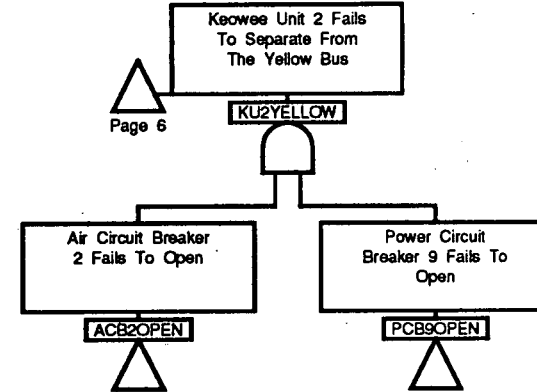 Keowee Unit 2 Fails
To Separate From
The Yellow Bus
Page 6
KU2YELLOW
Air Circuit Breaker
2 Fails To Open
Power Circuit
Breaker 9 Fails To
Open
ACB2OPEN
PCB9OPEN